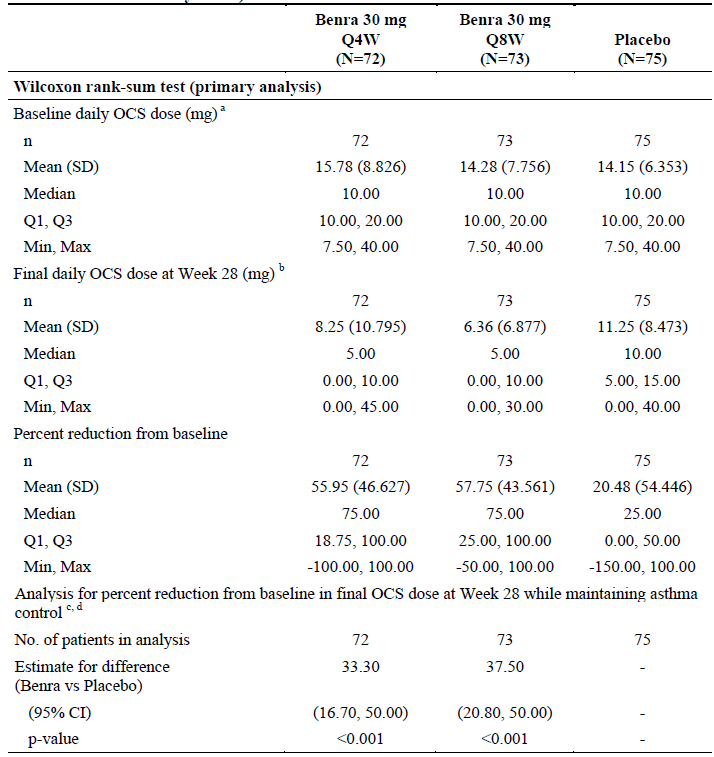 Benra 30 mg Benra 30 mg
Q4W Q8W Placebo
(N=72) (N=73) (N=75)
Wilcoxon rank-sum test (primary analysis)
Baseline daily OCS dose (mg) a
n 72 73 75
Mean (SD) 15.78 (8.826) 14.28 (7.756) 14.15 (6.353)
Median 10.00 10.00 10.00
Q1, Q3 10.00, 20.00 10.00, 20.00 10.00, 20.00
Min, Max 7.50, 40.00 7.50, 40.00 7.50, 40.00
Final daily OCS dose at Week 28 (mg) b
n 72 73 75
Mean (SD) 8.25 (10.795) 6.36 (6.877) 11.25 (8.473)
Median 5.00 5.00 10.00
Q1, Q3 0.00, 10.00 0.00, 10.00 5.00, 15.00
Min, Max 0.00, 45.00 0.00, 30.00 0.00, 40.00
Percent reduction from baseline
n 72 73 75
Mean (SD) 55.95 (46.627) 57.75 (43.561) 20.48 (54.446)
Median 75.00 75.00 25.00
Q1, Q3 18.75, 100.00 25.00, 100.00 0.00, 50.00
Min, Max -100.00, 100.00 -50.00, 100.00 -150.00, 100.00
Analysis for percent reduction from baseline in final OCS dose at Week 28 while maintaining asthma
control c, d
No. of patients in analysis 72 73 75
Estimate for difference 33.30 37.50 -
(Benra vs Placebo)
(95% CI) (16.70, 50.00) (20.80, 50.00) -
p-value <0.001 <0.001 -